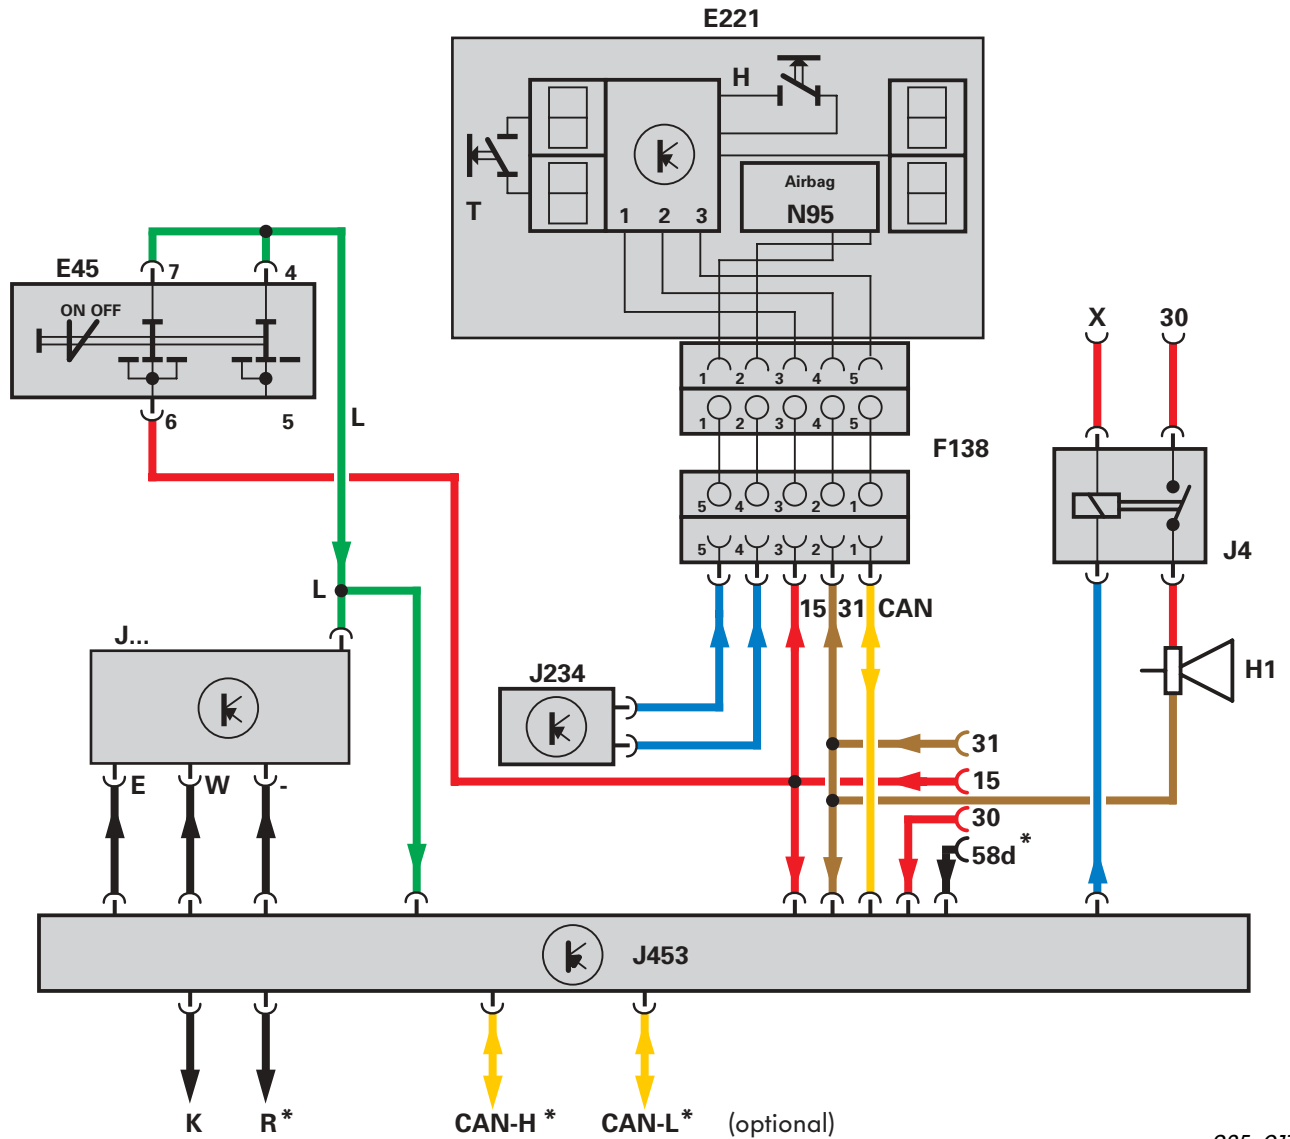 E221
H
T
Airbag
N95
1 2 3
E45
7 4
ON OFF
6 5
L
1 2 3 4 5
1 2 3 4 5
F138
5 4 3 2 1
5 4 3 2 1
X 30
J4
15 31 CAN
L
J...
J234
H1
E W -
31
15
30
58d*
J453
K R* CAN-H* CAN-L* (optional)